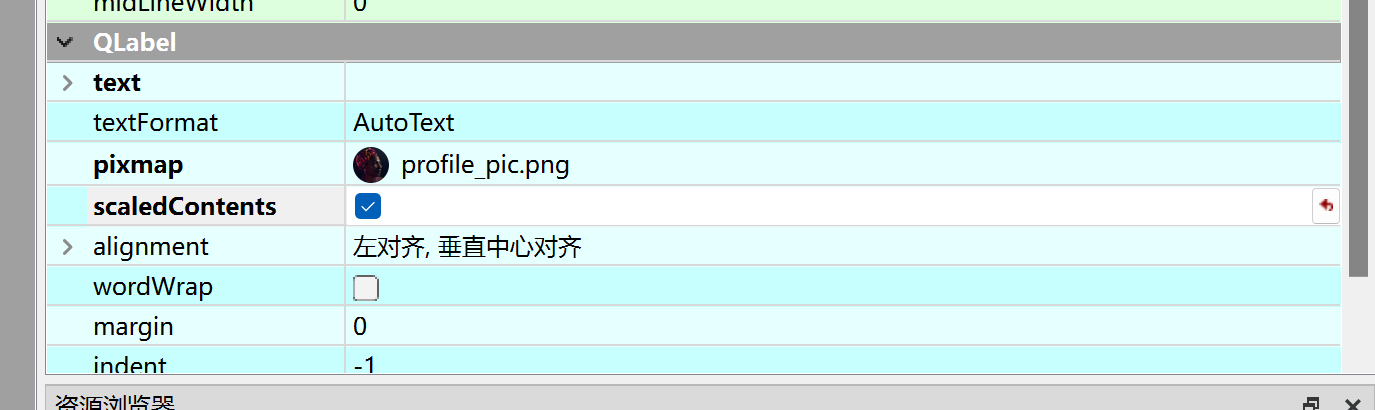 midLineWidth 0
QLabel
text
textFormat AutoText
pixmap profile_pic.png
scaledContents
alignment 左对齐, 垂直中心对齐
wordWrap
margin 0
indent -1
资源浏览器